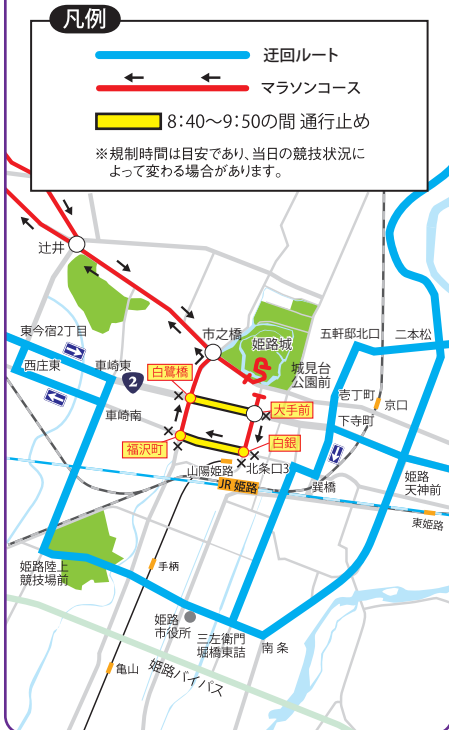 凡例
迂回ルート
マラソンコース
8:40〜9:50の間 通行止め
※規制時間は目安であり、当日の競技状況に
よって変わる場合があります。
辻井
市之橋
姫路城
五軒邸北口
二本松
東今宿2丁目
西庄東
車崎東
白鷺橋
城見台
公園前
2
壱丁町
京口
大手前
車崎南
下寺町
福沢町
白銀
山陽姫路
北条口3
JR 姫路
巽橋
姫路
天神前
東姫路
姫路陸上
競技場前
手柄
姫路
市役所
三左衛門
堀橋東詰
南条
亀山
姫路バイパス